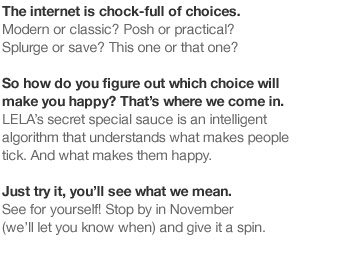 The internet is chock-full of choices.
Modern or classic? Posh or practical?
Splurge or save? This one or that one?
So how do you figure out which choice will
make you happy? That's where we come in.
LELA's secret special sauce is an intelligent
algorithm that understands what makes people
tick. And what makes them happy.
Just try it, you'll see what we mean.
See for yourself! Stop by in November
(we'll let you know when) and give it a spin.